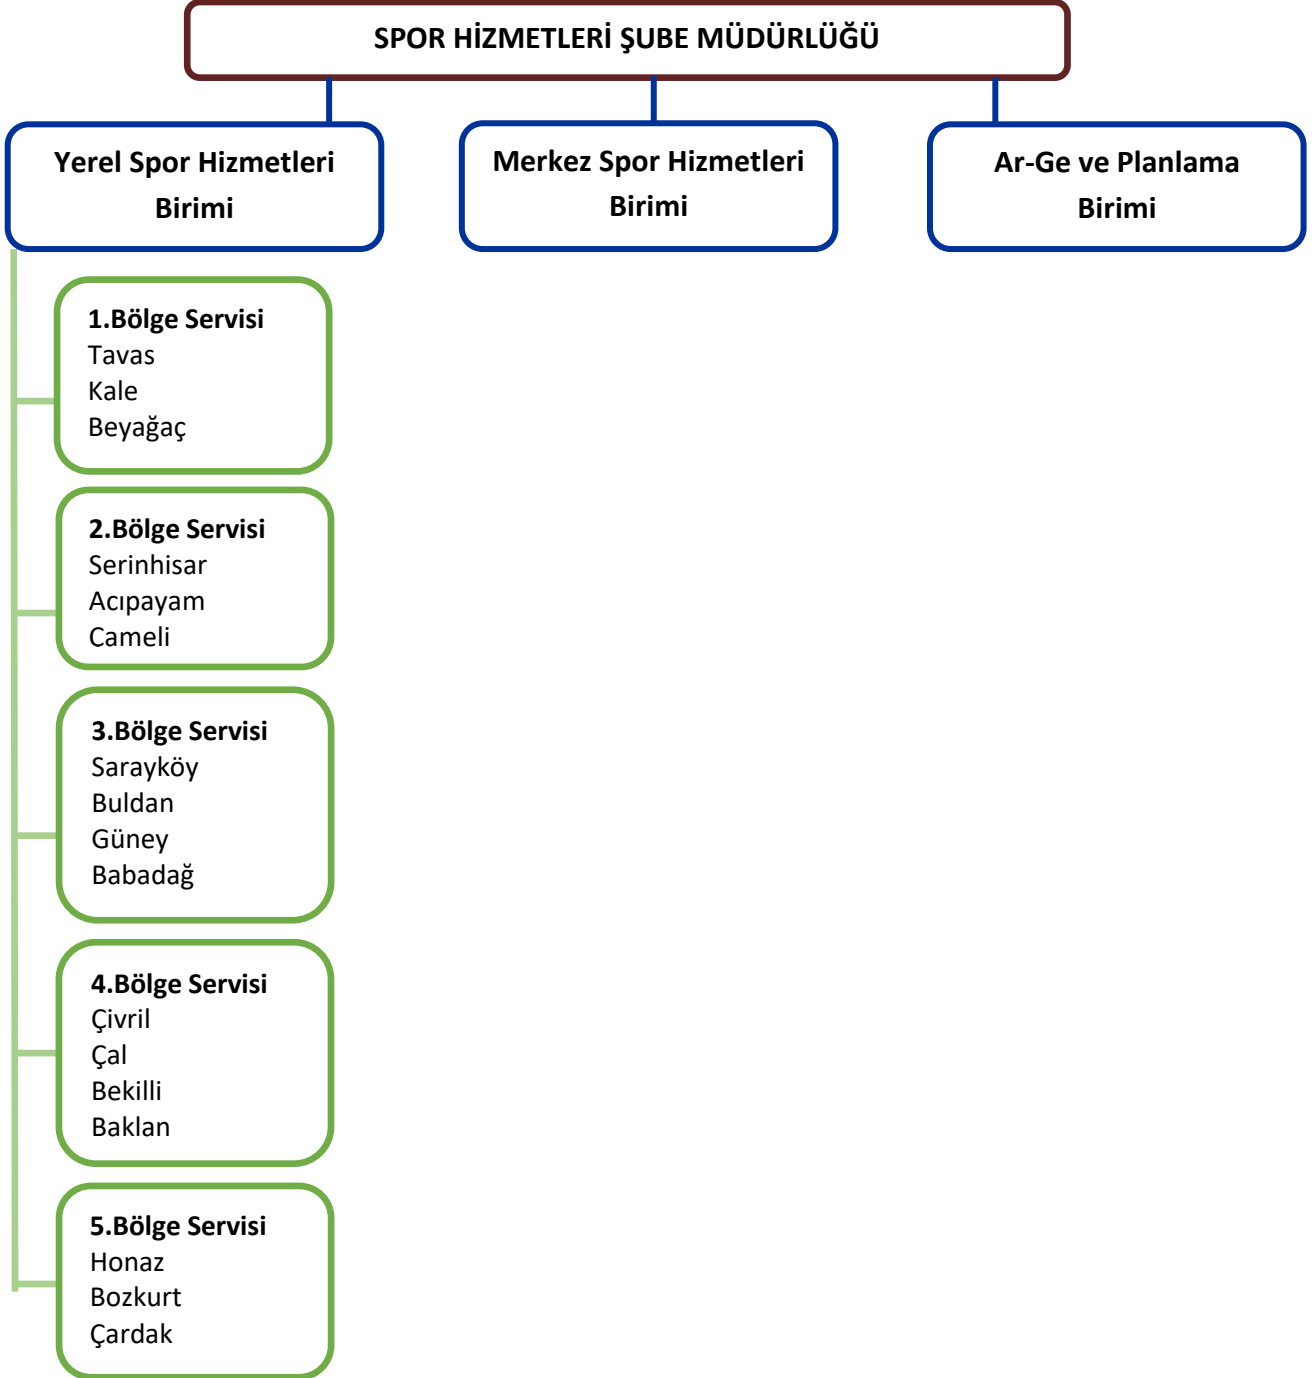 SPOR HİZMETLERİ ŞUBE MÜDÜRLÜĞÜ
Yerel Spor Hizmetleri
Birimi
Merkez Spor Hizmetleri
Birimi
Ar-Ge ve Planlama
Birimi
1.Bölge Servisi
Tavas
Kale
Beyağaç
2.Bölge Servisi
Serinhisar
Acıpayam
Cameli
3.Bölge Servisi
Sarayköy
Buldan
Güney
Babadağ
4.Bölge Servisi
Çivril
Çal
Bekilli
Baklan
5.Bölge Servisi
Honaz
Bozkurt
Çardak